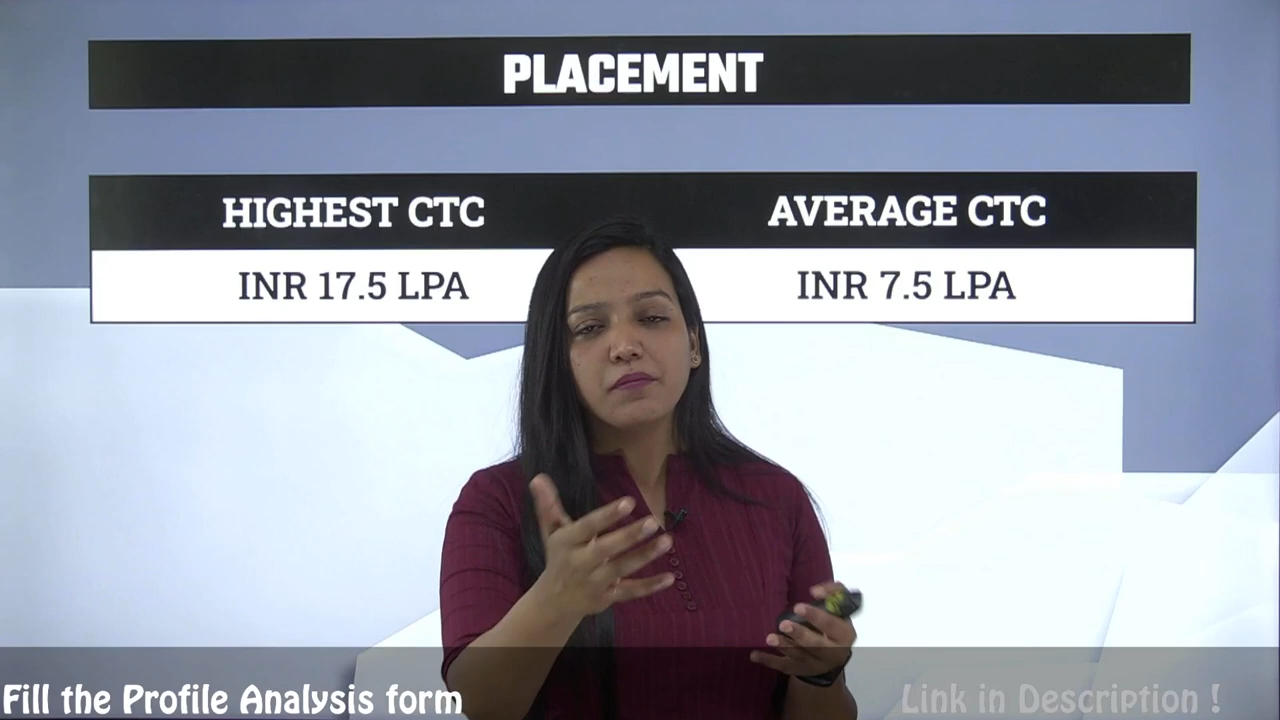 PLACEMENT
HIGHEST CTC AVERAGE CTC
INR 17.5 LPA INR 7.5 LPA
Fill the Profile Analysis form Link in Description !